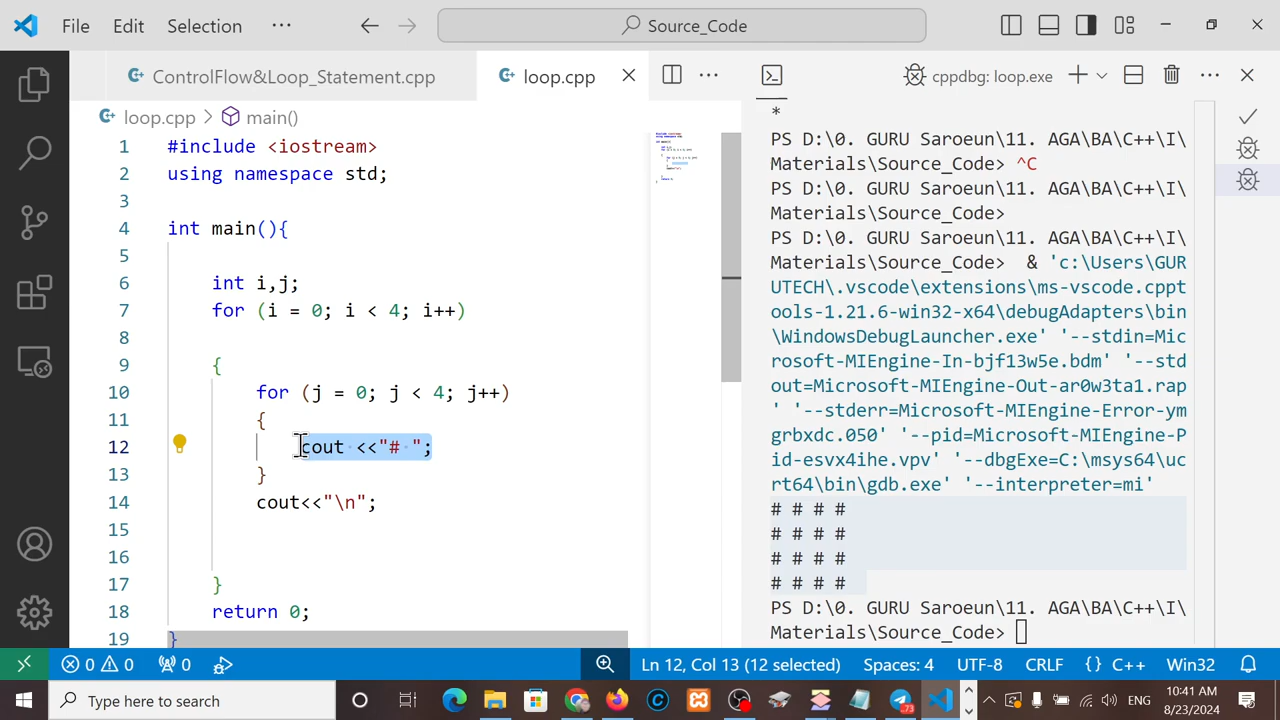 File Edit Selection ··· Source_Code
ControlFlow&Loop_Statement.cpp loop.cpp
loop.cpp > main()
1 #include <iostream>
2 using namespace std;
3
4 int main(){
5
6 int i,j;
7 for (i = 0; i < 4; i++)
8
9 {
10 for (j = 0; j < 4; j++)
11 {
12 cout <<"# ";
13 }
14 cout<<"\n";
15
16
17 }
18 return 0;
19 }
cppdbg: loop.exe
*
PS D:\0. GURU Saroeun\11. AGA\BA\C++\I\
Materials\Source_Code> ^C
PS D:\0. GURU Saroeun\11. AGA\BA\C++\I\
Materials\Source_Code>
PS D:\0. GURU Saroeun\11. AGA\BA\C++\I\
Materials\Source_Code>  & 'c:\Users\GUR
UTECH\.vscode\extensions\ms-vscode.cppt
ools-1.21.6-win32-x64\debugAdapters\bin
\WindowsDebugLauncher.exe' '--stdin=Mic
rosoft-MIEngine-In-bjf13w5e.bdm' '--std
out=Microsoft-MIEngine-Out-ar0w3ta1.rap
' '--stderr=Microsoft-MIEngine-Error-ym
grbxdc.050' '--pid=Microsoft-MIEngine-P
id-esvx4ihe.vpv' '--dbgExe=C:\msys64\uc
rt64\bin\gdb.exe' '--interpreter=mi'
# # # #
# # # #
# # # #
# # # #
PS D:\0. GURU Saroeun\11. AGA\BA\C++\I\
Materials\Source_Code>
0 0 0 Ln 12, Col 13 (12 selected) Spaces: 4 UTF-8 CRLF {} C++ Win32
Type here to search ENG 10:41 AM
8/23/2024